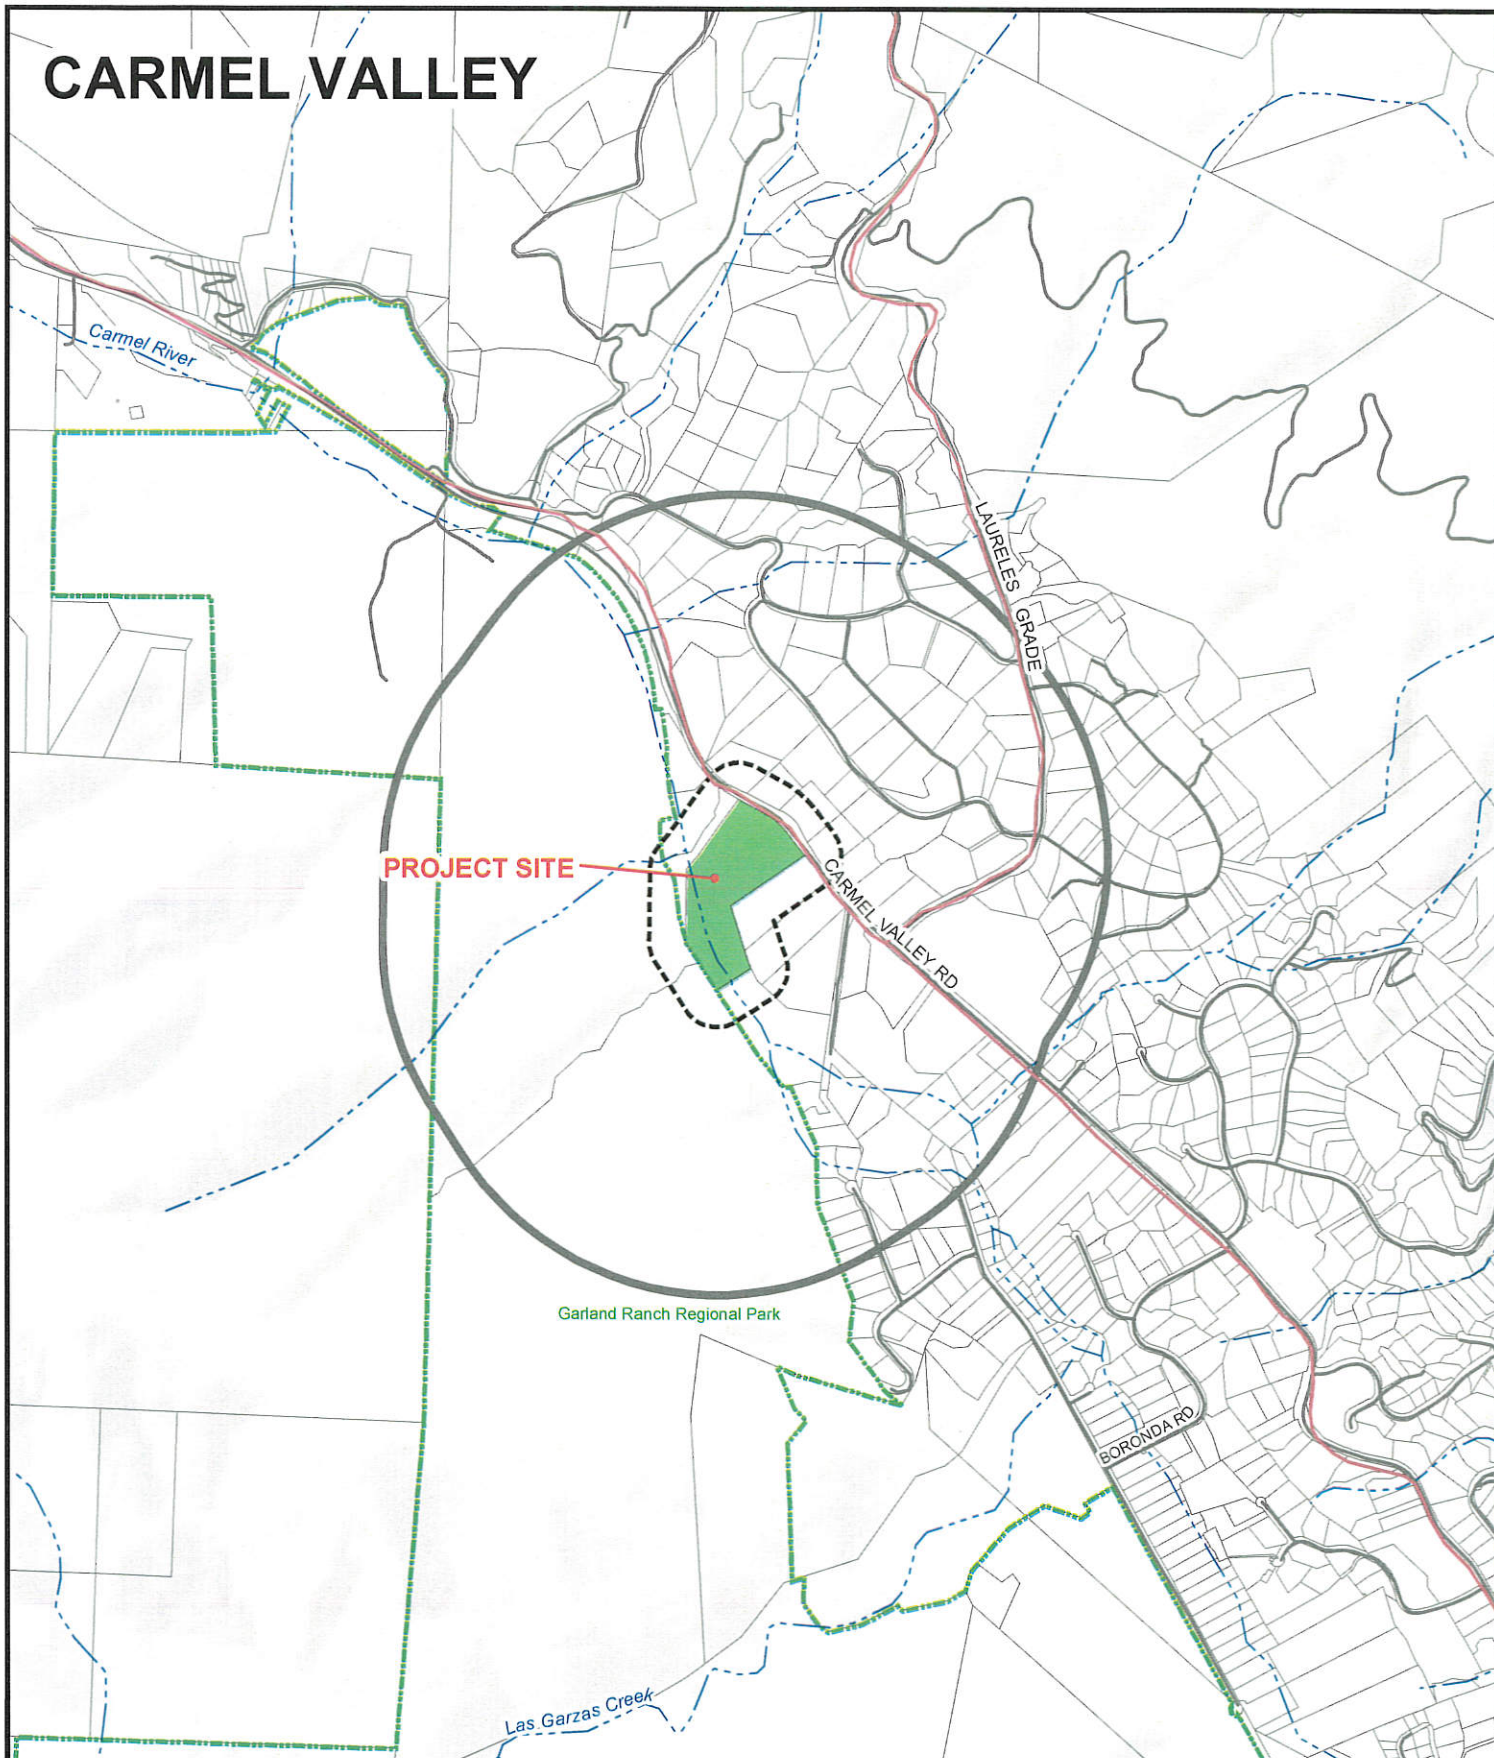 CARMEL VALLEY
Carmel River
LAURELES GRADE
PROJECT SITE
CARMEL VALLEY RD
Garland Ranch Regional Park
BORONDA RD
Las Garzas Creek